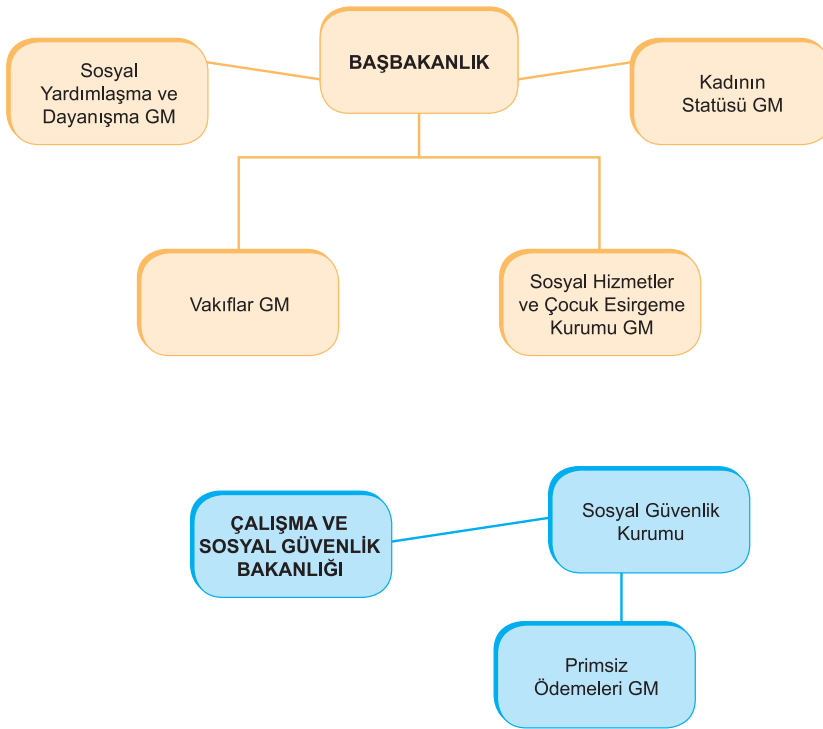 BAŞBAKANLIK
Sosyal
Yardımlaşma ve
Dayanışma GM
Kadının
Statüsü GM
Vakıflar GM
Sosyal Hizmetler
ve Çocuk Esirgeme
Kurumu GM
ÇALIŞMA VE
SOSYAL GÜVENLİK
BAKANLIĞI
Sosyal Güvenlik
Kurumu
Primsiz
Ödemeleri GM